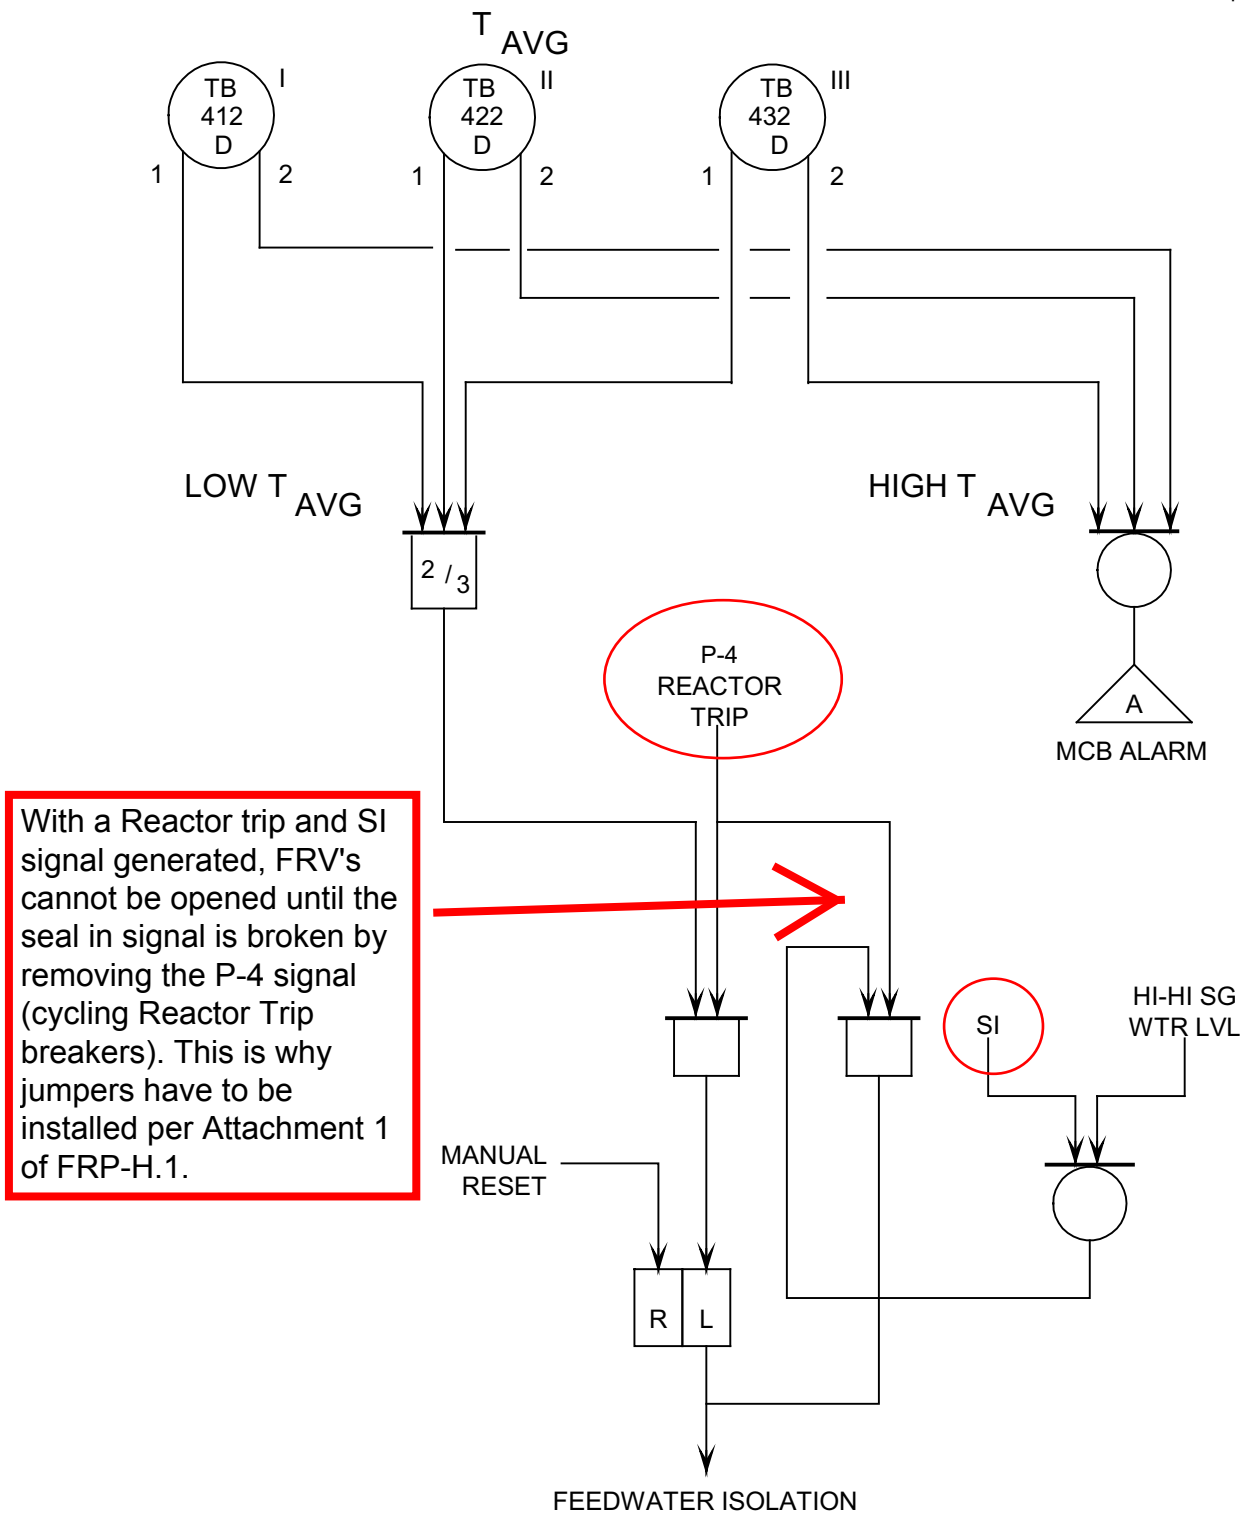 T AVG
TB 412 D
I
TB 422 D
II
TB 432 D
III
1
2
1
2
1
2
LOW T AVG
HIGH T AVG
2 / 3
P-4
REACTOR
TRIP
A
MCB ALARM
With a Reactor trip and SI
signal generated, FRV's
cannot be opened until the
seal in signal is broken by
removing the P-4 signal
(cycling Reactor Trip
breakers). This is why
jumpers have to be
installed per Attachment 1
of FRP-H.1.
SI
HI-HI SG
WTR LVL
MANUAL
RESET
R
L
FEEDWATER ISOLATION